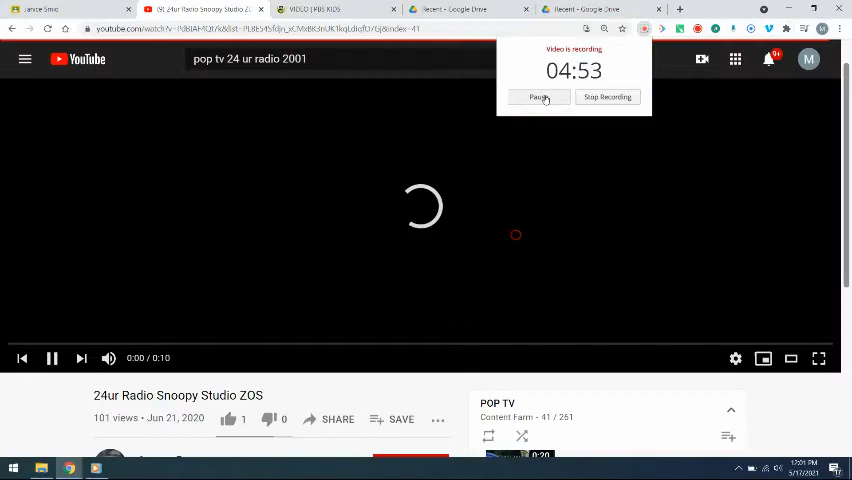 Janice Smio
(3) 24ur Radio Snoopy Studio ZOS
VIDEO | PBS KIDS
Recent - Google Drive
Recent - Google Drive
Video is recording
04:53
Pause
Stop Recording
YouTube
pop tv 24 ur radio 2001
9+
M
0:00 / 0:10
24ur Radio Snoopy Studio ZOS
101 views • Jun 21, 2020
1
0
SHARE
SAVE
POP TV
Content Farm - 41 / 261
0:20
12:01 PM
5/17/2021